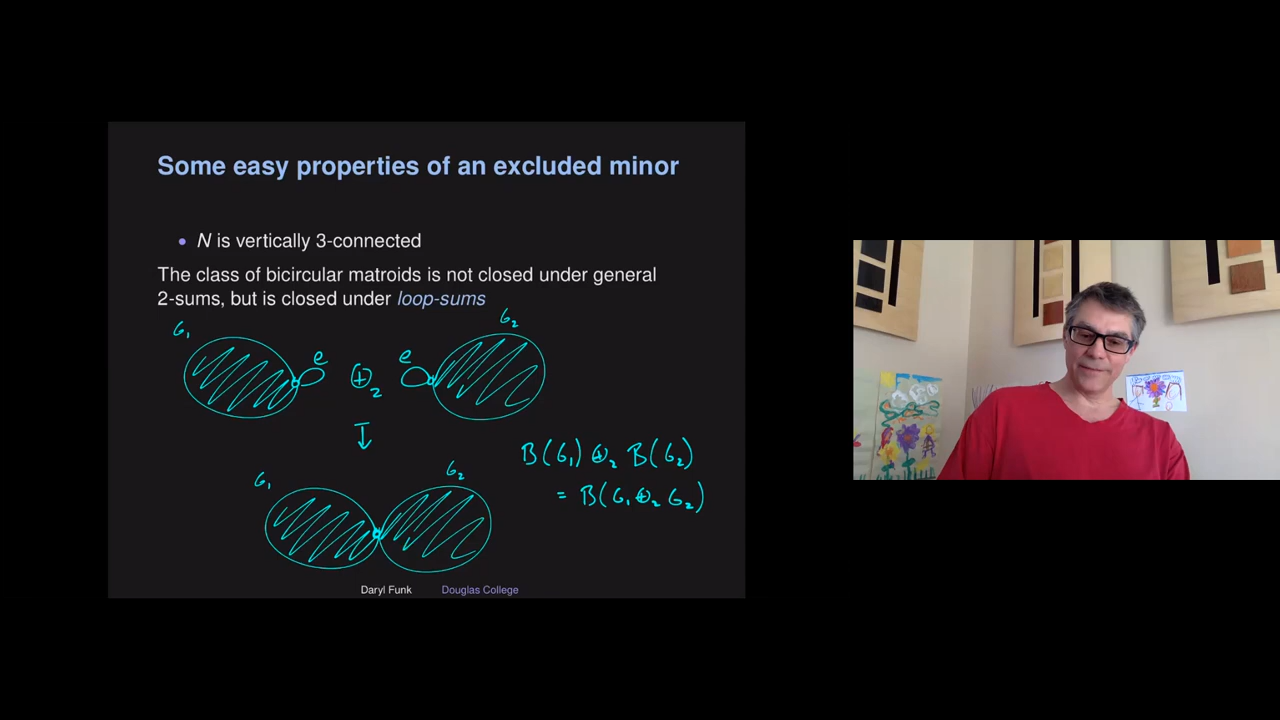 Some easy properties of an excluded minor
• N is vertically 3-connected
The class of bicircular matroids is not closed under general
2-sums, but is closed under loop-sums
G₁ G₂
e ⊕₂ e
↓
G₁ G₂
B(G₁) ⊕₂ B(G₂)
= B(G₁ ⊕₂ G₂)
Daryl Funk Douglas College